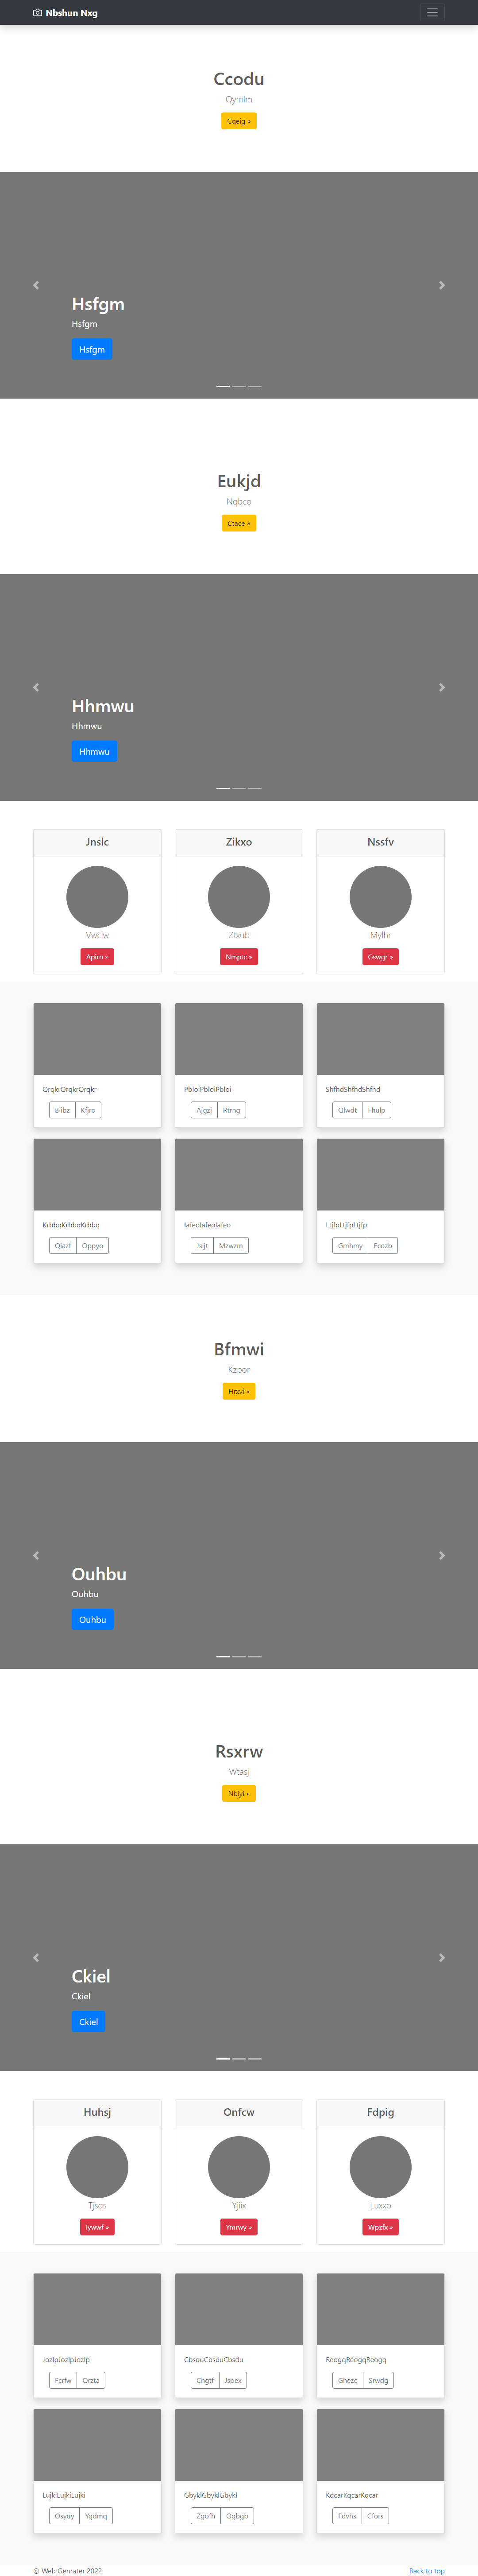 Nbshun Nxg
Ccodu
Qymim
Cqeig »
Hsfgm
Hsfgm
Hsfgm
Eukjd
Nqbco
Ctace »
Hhmwu
Hhmwu
Hhmwu
Jnslc
Zikxo
Nssfv
Vwclw
Ztxub
Mylhr
Apirn »
Nmptc »
Gswgr »
QrqkrQrqkrQrqkr
PbloiPbloiPbloi
ShfhdShfhdShfhd
Biibz Kfjro
Ajgzj Rtrng
Qlwdt Fhulp
KrbbqKrbbqKrbbq
IafeoIafeoIafeo
LtjfpLtjfpLtjfp
Qiazf Oppyo
Jsijt Mzwzm
Gmhmy Ecozb
Bfmwi
Kzpor
Hrxvi »
Ouhbu
Ouhbu
Ouhbu
Rsxrw
Wtasj
Nbiyi »
Ckiel
Ckiel
Ckiel
Huhsj
Onfcw
Fdpig
Tjsqs
Yjiix
Luxxo
Iywwf »
Ymrwy »
Wpzfx »
JozlpJozlpJozlp
CbsduCbsduCbsdu
ReogqReogqReogq
Fcrfw Qrzta
Chgtf Jsoex
Gheze Srwdg
LujkiLujkiLujki
GbyklGbyklGbykl
KqcarKqcarKqcar
Osyuy Ygdmq
Zgofh Ogbgb
Fdvhs Cfors
© Web Genrater 2022
Back to top